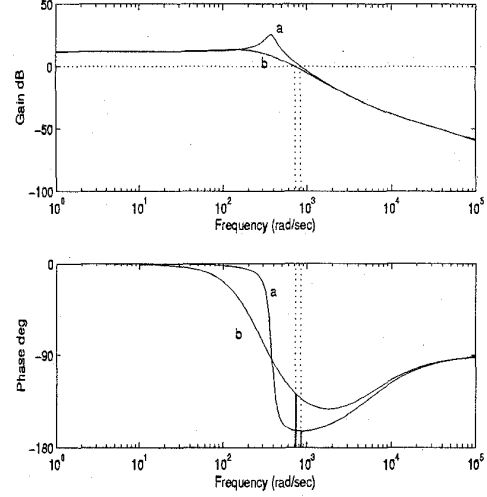 50
a
0
b
Gain dB
-50
-100
10^0 10^1 10^2 10^3 10^4 10^5
Frequency (rad/sec)
0
a
b
Phase deg
-90
-180
10^0 10^1 10^2 10^3 10^4 10^5
Frequency (rad/sec)